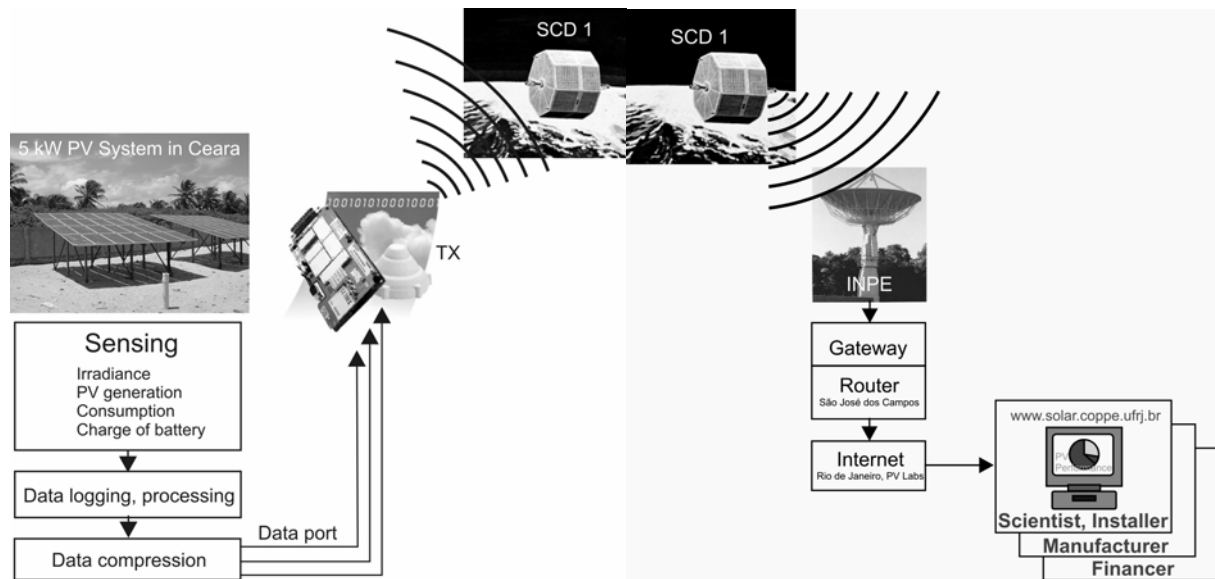 SCD 1
SCD 1
5 kW PV System in Ceara
1001010100010001
TX
INPE
Sensing
Irradiance
PV generation
Consumption
Charge of battery
Data logging, processing
Data compression
Data port
Gateway
Router
São José dos Campos
Internet
Rio de Janeiro, PV Labs
www.solar.coppe.ufrj.br
PV
Performance
Scientist, Installer
Manufacturer
Financer